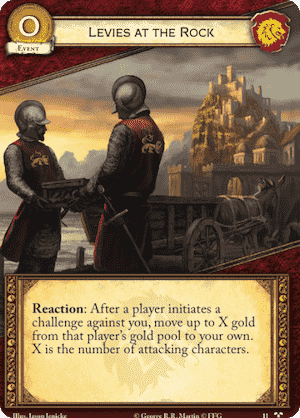 0
Levies at the Rock
Event
Reaction: After a player initiates a
challenge against you, move up to X gold
from that player's gold pool to your own.
X is the number of attacking characters.
Illus. Jason Jenicke © George R.R. Martin © FFG 11